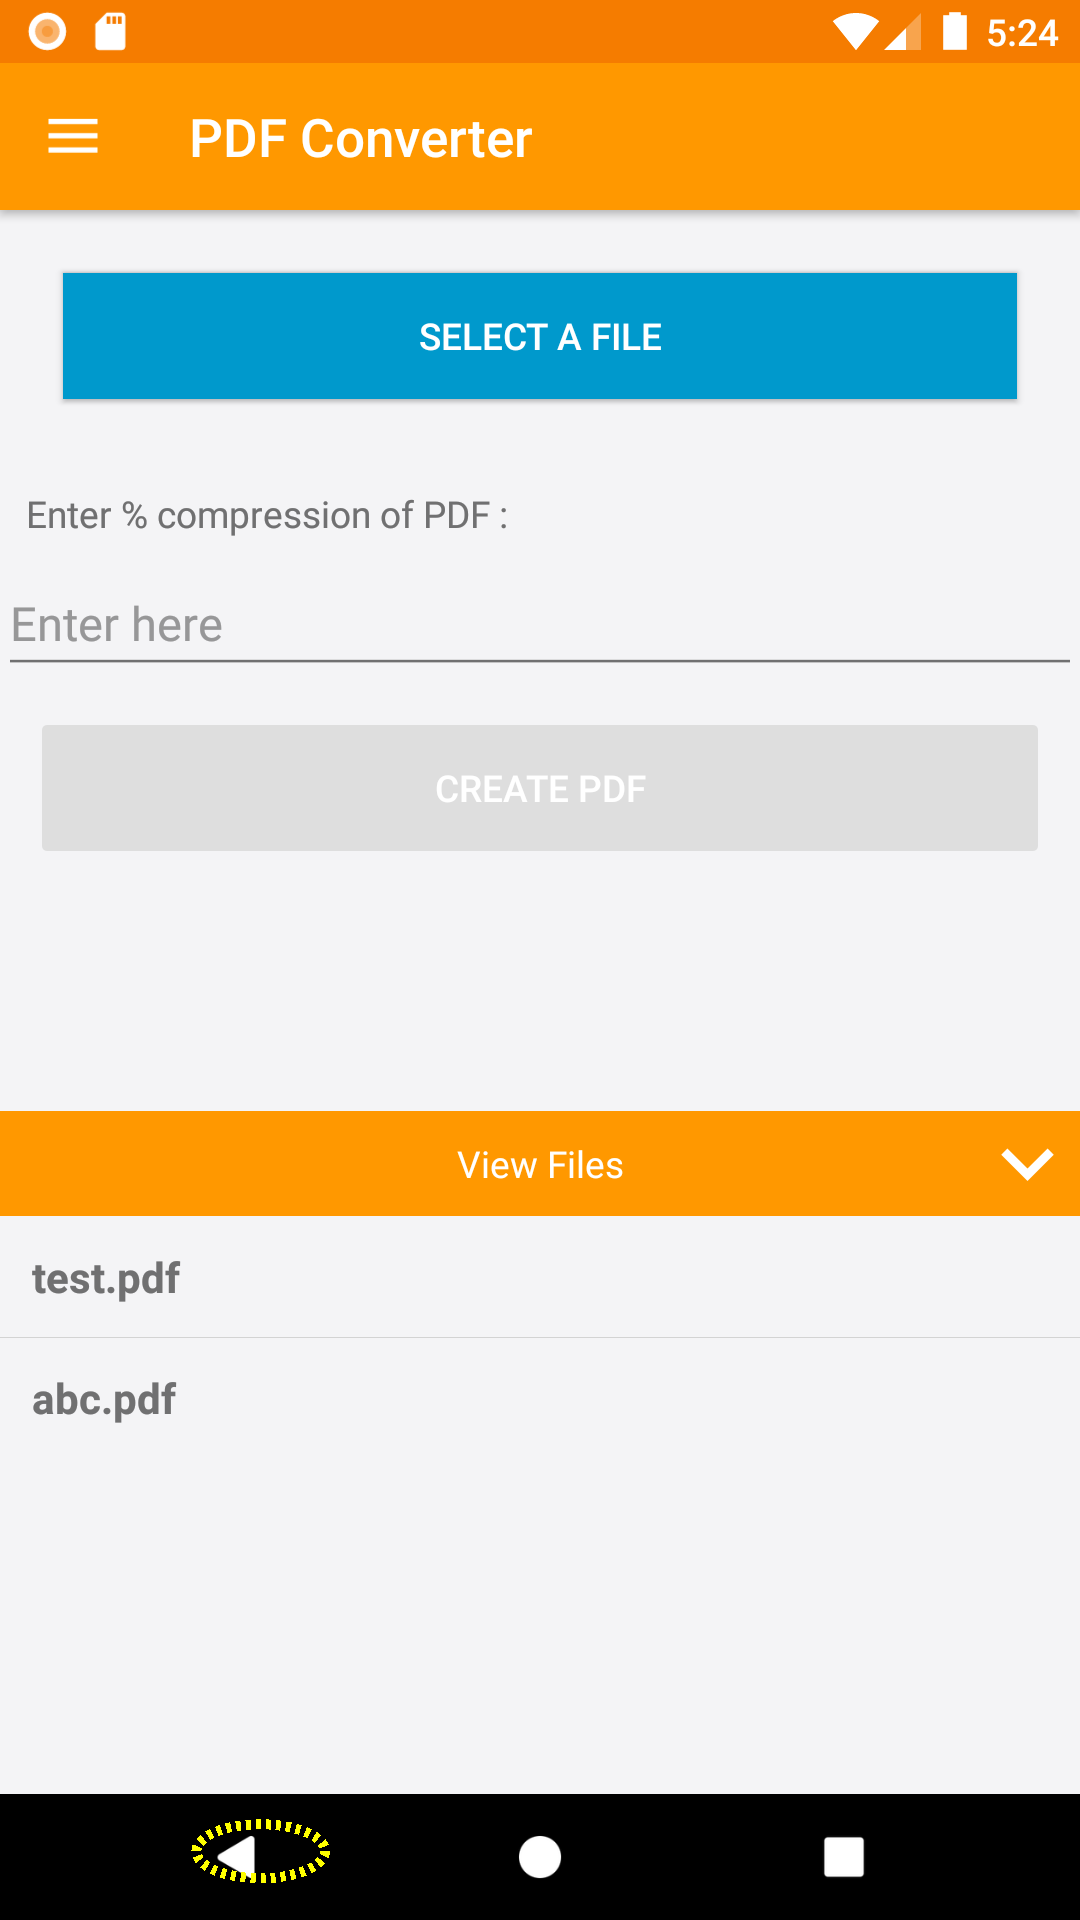 5:24
PDF Converter
SELECT A FILE
Enter % compression of PDF :
Enter here
CREATE PDF
View Files
test.pdf
abc.pdf